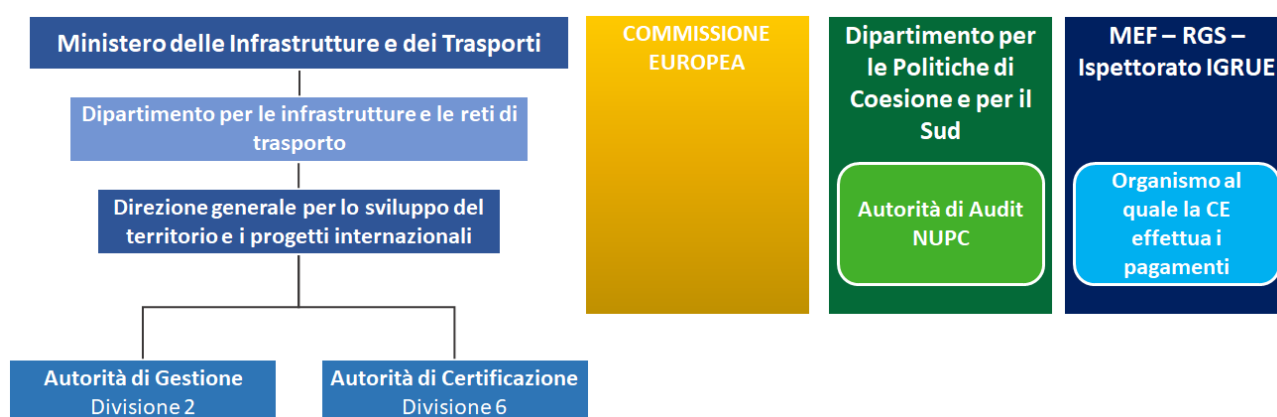 Ministero delle Infrastrutture e dei Trasporti
Dipartimento per le infrastrutture e le reti di
trasporto
Direzione generale per lo sviluppo del
territorio e i progetti internazionali
Autorità di Gestione
Divisione 2
Autorità di Certificazione
Divisione 6
COMMISSIONE
EUROPEA
Dipartimento per
le Politiche di
Coesione e per il
Sud
Autorità di Audit
NUPC
MEF – RGS –
Ispettorato IGRUE
Organismo al
quale la CE
effettua i
pagamenti